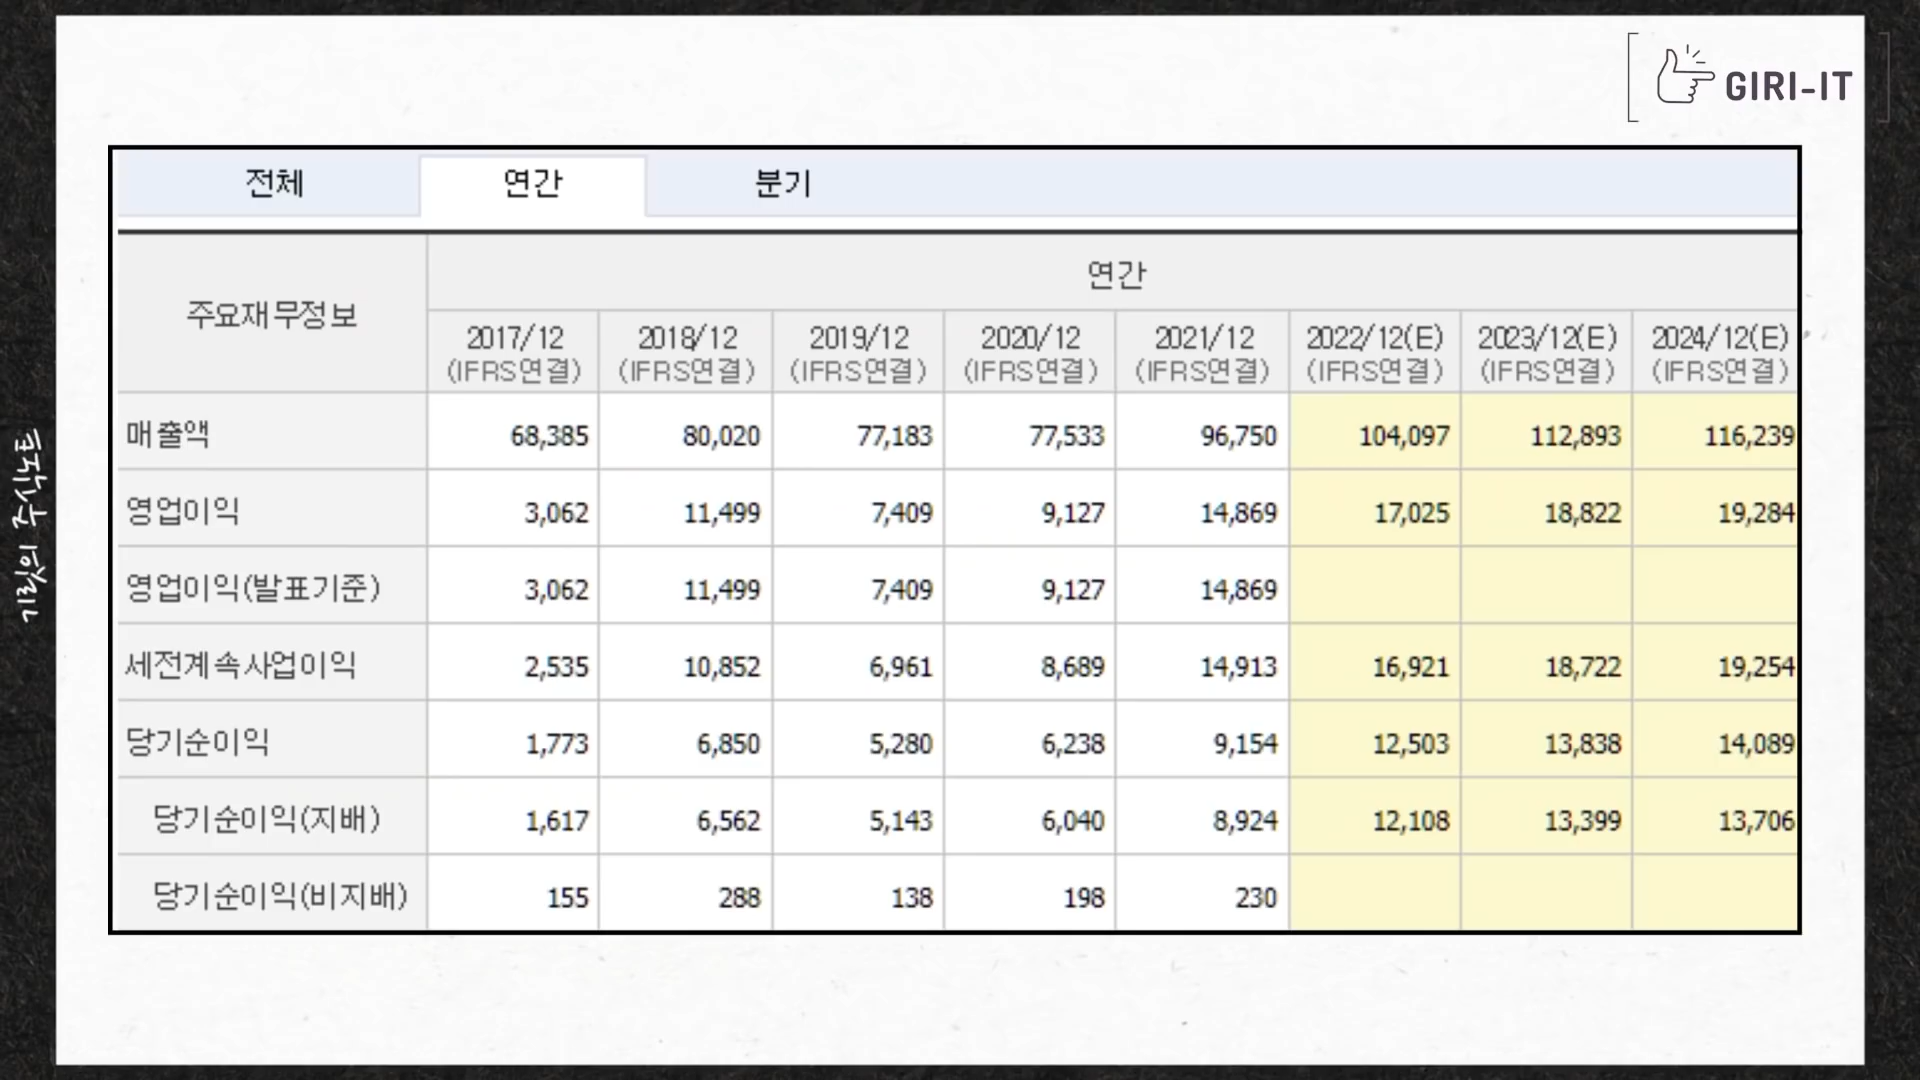 GIRI-IT
전체 연간 분기
주요재무정보 연간
2017/12 2018/12 2019/12 2020/12 2021/12 2022/12(E) 2023/12(E) 2024/12(E)
(IFRS연결) (IFRS연결) (IFRS연결) (IFRS연결) (IFRS연결) (IFRS연결) (IFRS연결) (IFRS연결)
매출액 68,385 80,020 77,183 77,533 96,750 104,097 112,893 116,239
영업이익 3,062 11,499 7,409 9,127 14,869 17,025 18,822 19,284
영업이익(발표기준) 3,062 11,499 7,409 9,127 14,869
세전계속사업이익 2,535 10,852 6,961 8,689 14,913 16,921 18,722 19,254
당기순이익 1,773 6,850 5,280 6,238 9,154 12,503 13,838 14,089
당기순이익(지배) 1,617 6,562 5,143 6,040 8,924 12,108 13,399 13,706
당기순이익(비지배) 155 288 138 198 230
기릿의 주식노트